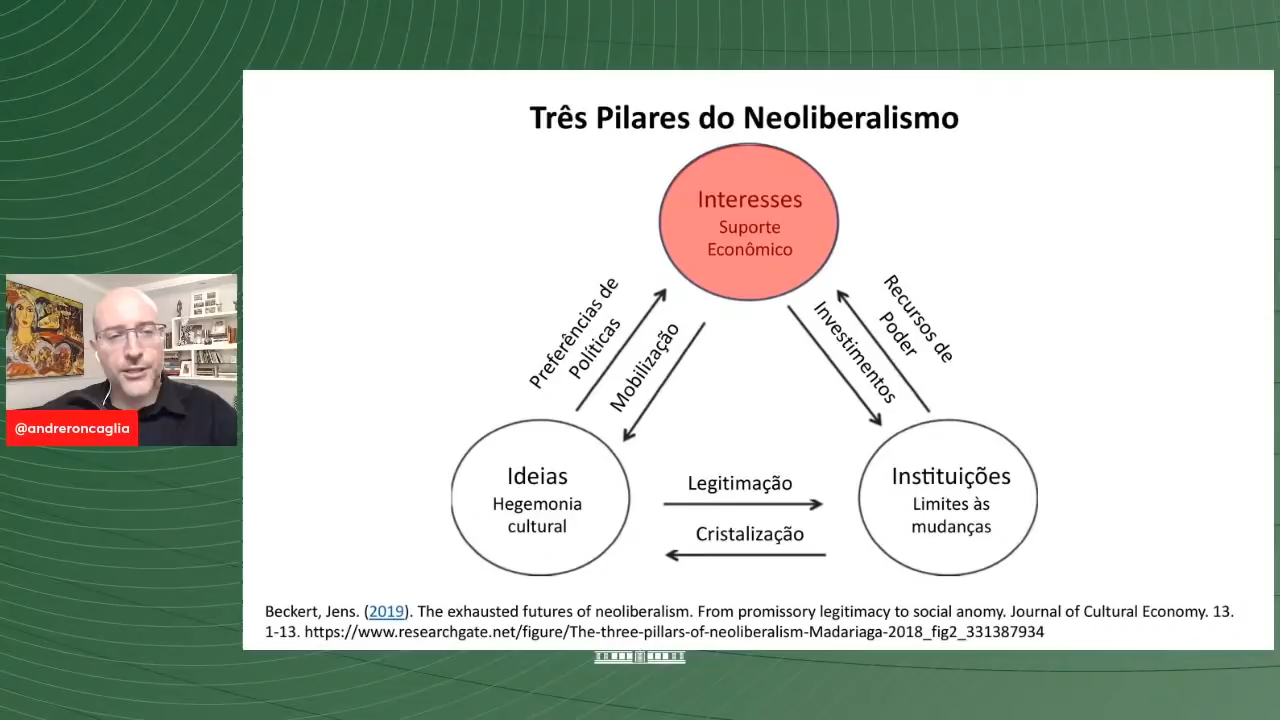 Três Pilares do Neoliberalismo
Interesses
Suporte
Econômico
Preferências de
Políticas
Mobilização
Investimentos
Recursos de
Poder
@andreroncaglia
Ideias
Hegemonia
cultural
Legitimação
Cristalização
Instituições
Limites às
mudanças
Beckert, Jens. (2019). The exhausted futures of neoliberalism. From promissory legitimacy to social anomy. Journal of Cultural Economy. 13.
1-13. https://www.researchgate.net/figure/The-three-pillars-of-neoliberalism-Madariaga-2018_fig2_331387934